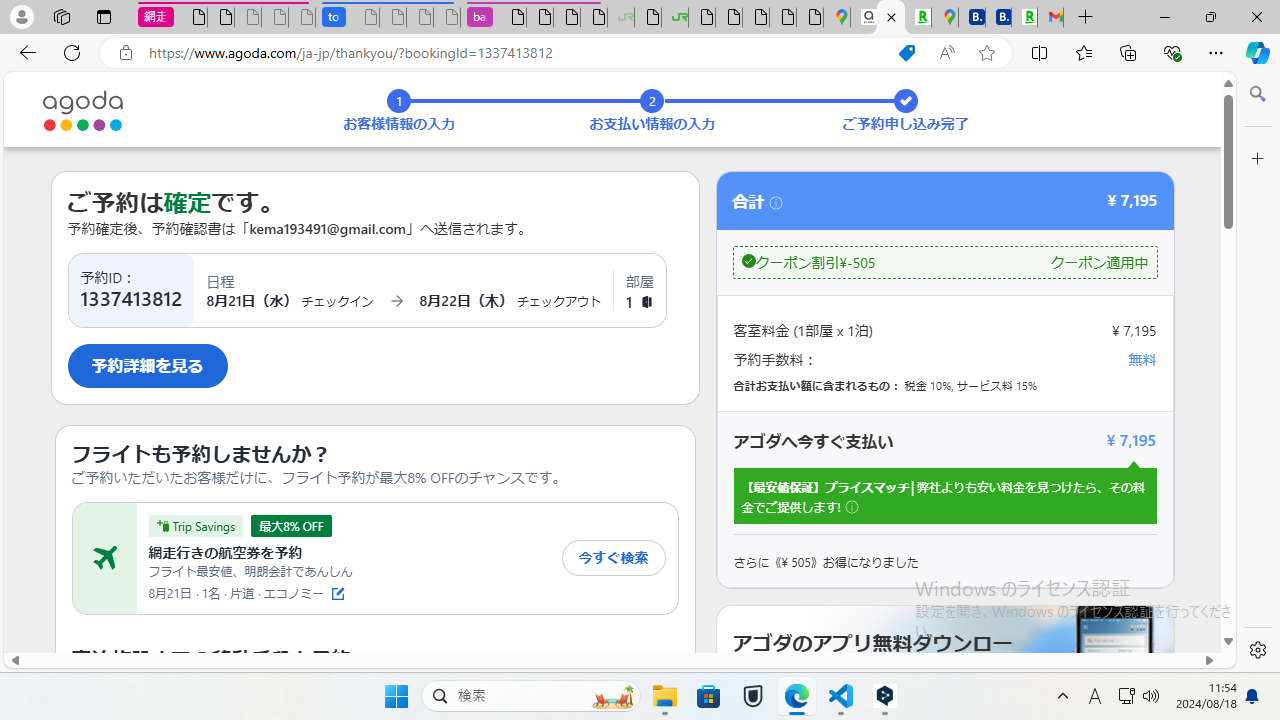 網走
to
ba
https://www.agoda.com/ja-jp/thankyou/?bookingId=1337413812
agoda
1
2
お客様情報の入力
お支払い情報の入力
ご予約申し込み完了
ご予約は確定です。
予約確定後、予約確認書は「kema193491@gmail.com」へ送信されます。
予約ID：
1337413812
日程
8月21日（水） チェックイン → 8月22日（木） チェックアウト
部屋
1
予約詳細を見る
フライトも予約しませんか？
ご予約いただいたお客様だけに、フライト予約が最大8% OFFのチャンスです。
Trip Savings
最大8% OFF
網走行きの航空券を予約
フライト最安値、明朗会計であんしん
8月21日 · 1名 · 片道 · エコノミー
今すぐ検索
合計
¥ 7,195
クーポン割引¥-505
クーポン適用中
客室料金 (1部屋 x 1泊)
¥ 7,195
予約手数料：
無料
合計お支払い額に含まれるもの： 税金 10%, サービス料 15%
アゴダへ今すぐ支払い
¥ 7,195
【最安値保証】プライスマッチ | 弊社よりも安い料金を見つけたら、その料
金でご提供します!
さらに《¥ 505》お得になりました
アゴダのアプリ無料ダウンロー
Windows のライセンス認証
設定を開き、Windows のライセンス認証を行ってくださ
い。
検索
A
11:54
2024/08/18